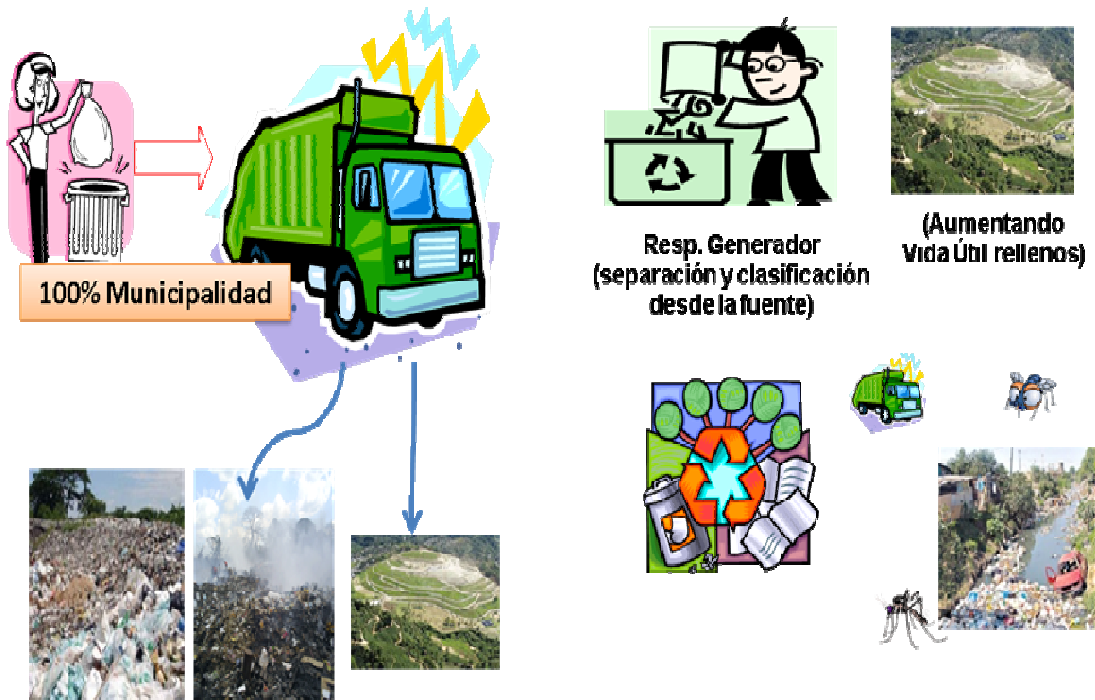 100% Municipalidad
Resp. Generador
(separación y clasificación
desde la fuente)
(Aumentando
Vida Útil rellenos)